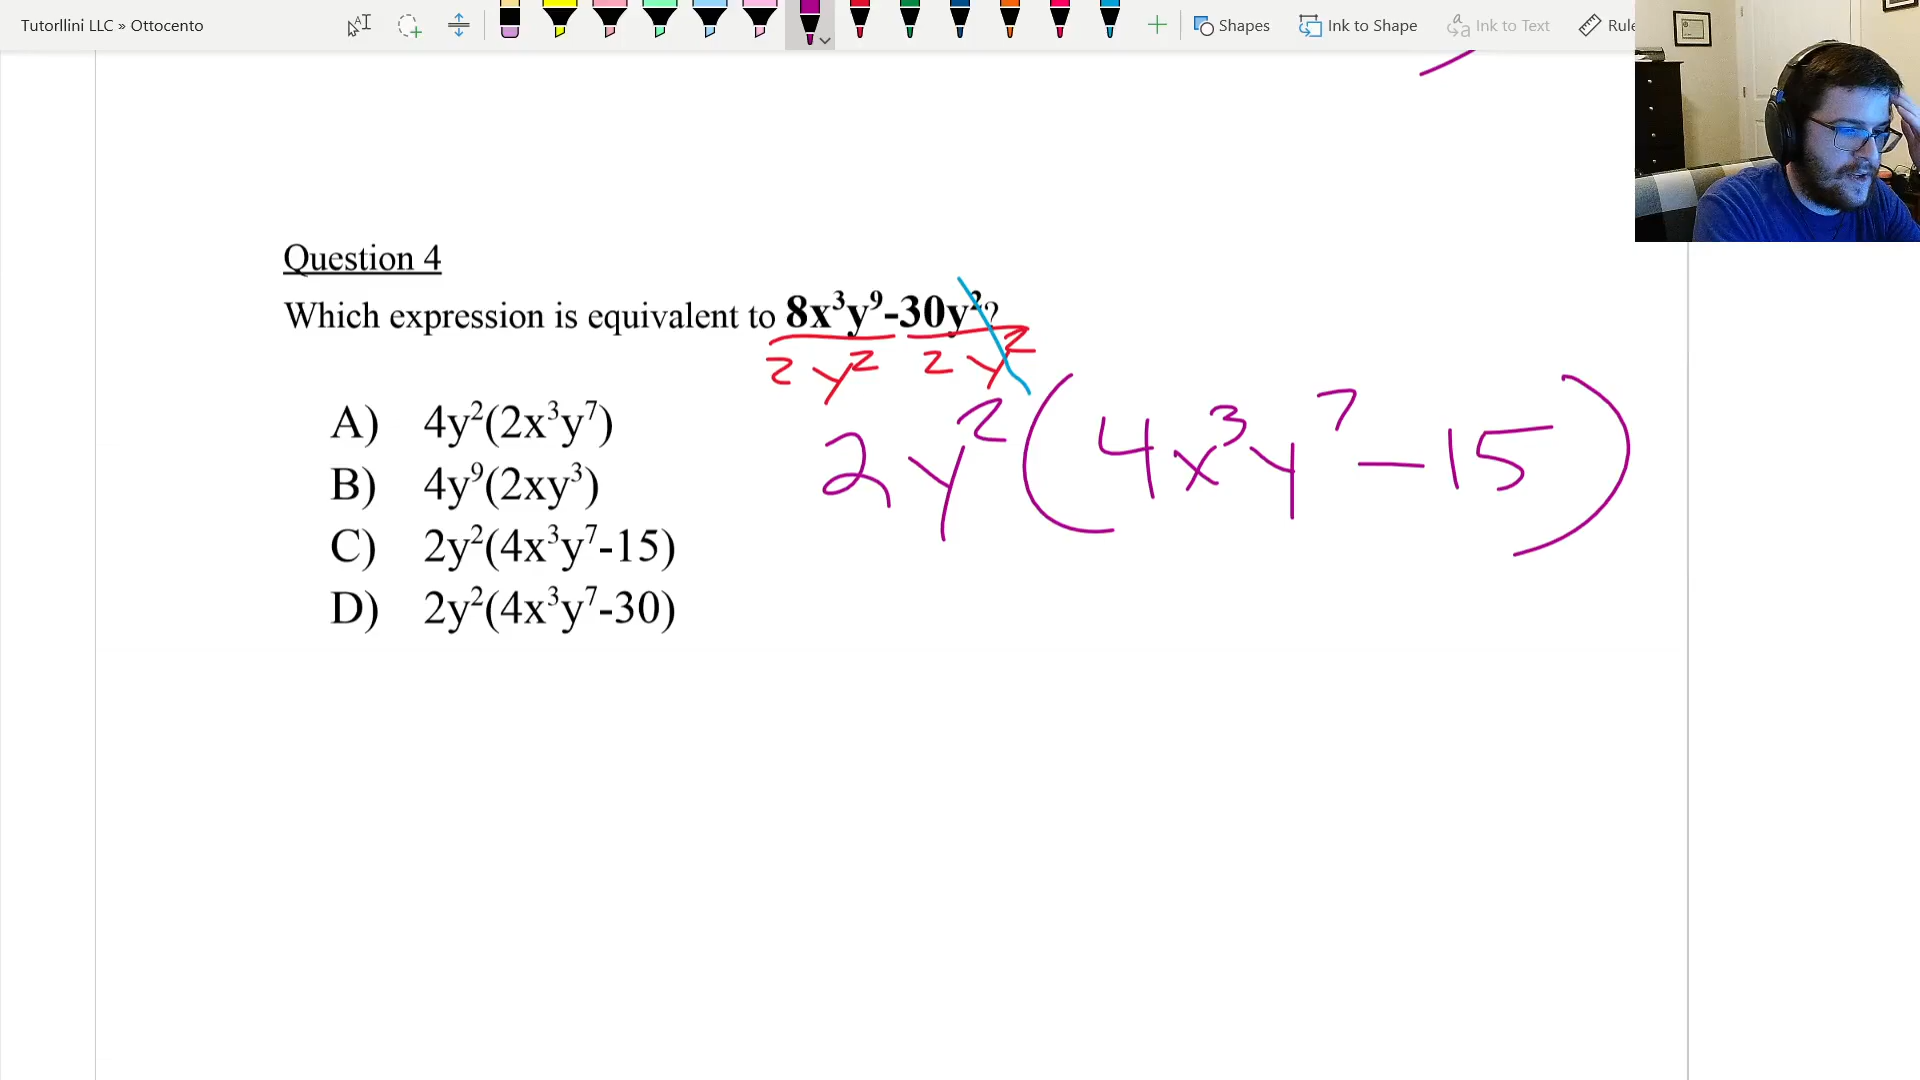 Tutorllini LLC » Ottocento
Shapes
Ink to Shape
Ink to Text
Rule
Question 4
Which expression is equivalent to 8x³y⁹-30y²?
2y² 2y²
2y²(4x³y⁷-15)
A) 4y²(2x³y⁷)
B) 4y⁹(2xy³)
C) 2y²(4x³y⁷-15)
D) 2y²(4x³y⁷-30)